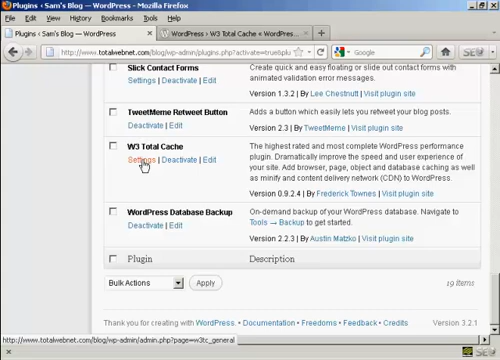 Plugins ‹ Sam's Blog — WordPress - Mozilla Firefox
File Edit View History Bookmarks Tools Help
Plugins ‹ Sam's Blog — WordPress
WordPress › W3 Total Cache « WordPres...
http://www.totalwebnet.com/blog/wp-admin/plugins.php?activate=true&plu
Google
SEO
Slick Contact Forms
Create quick and easy floating or slide out contact forms with animated validation error messages.
Settings | Deactivate | Edit
Version 1.3.2 | By Lee Chestnutt | Visit plugin site
TweetMeme Retweet Button
Adds a button which easily lets you retweet your blog posts.
Deactivate | Edit
Version 2.3 | By TweetMeme | Visit plugin site
W3 Total Cache
The highest rated and most complete WordPress performance
Settings | Deactivate | Edit
plugin. Dramatically improve the speed and user experience of
your site. Add browser, page, object and database caching as well
as minify and content delivery network (CDN) to WordPress.
Version 0.9.2.4 | By Frederick Townes | Visit plugin site
WordPress Database Backup
On-demand backup of your WordPress database. Navigate to
Deactivate | Edit
Tools → Backup to get started.
Version 2.2.3 | By Austin Matzko | Visit plugin site
Plugin
Description
Bulk Actions
Apply
19 items
Thank you for creating with WordPress. • Documentation • Freedoms • Feedback • Credits
Version 3.2.1
http://www.totalwebnet.com/blog/wp-admin/admin.php?page=w3tc_general
SEO